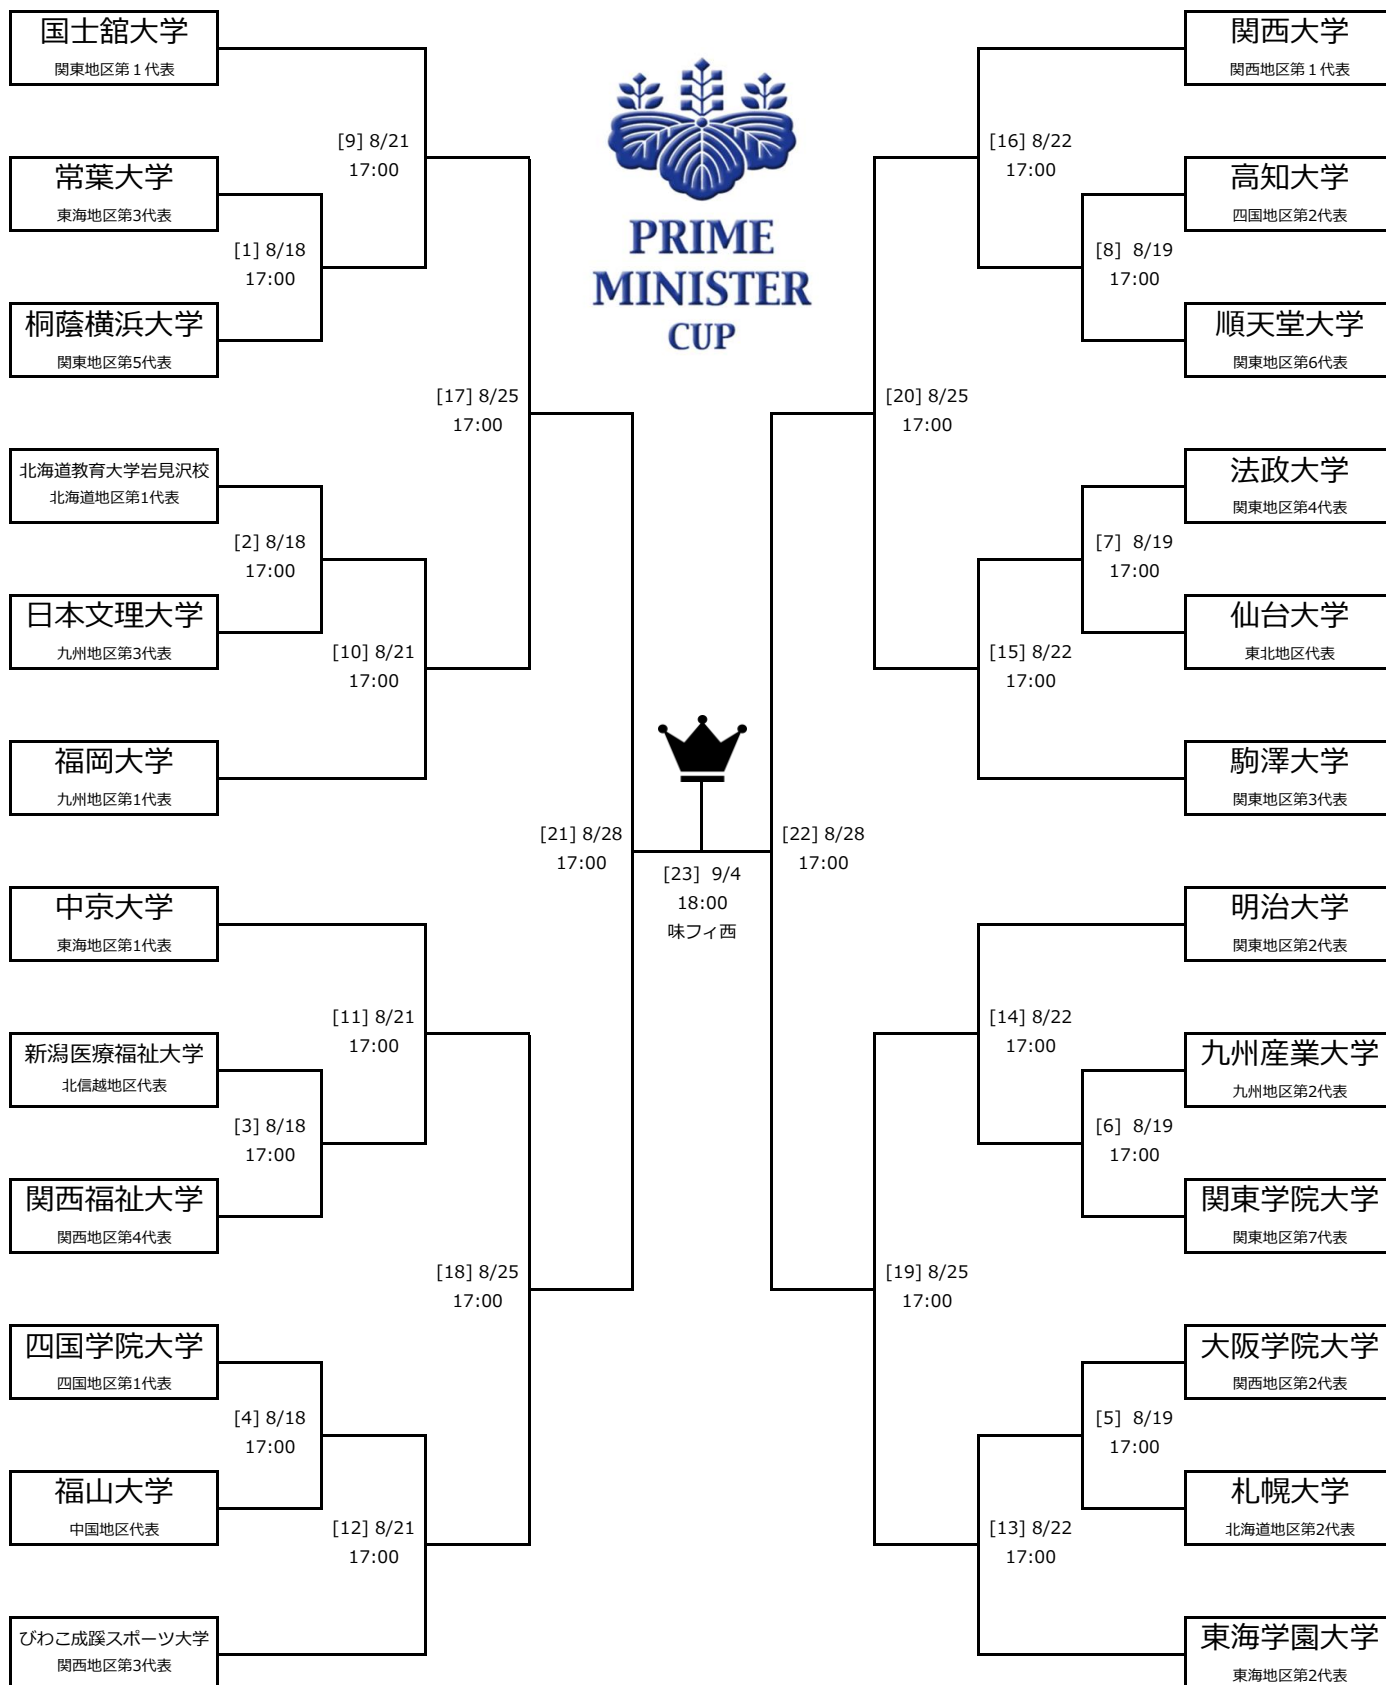 国士舘大学
関東地区第１代表
常葉大学
東海地区第3代表
桐蔭横浜大学
関東地区第5代表
北海道教育大学岩見沢校
北海道地区第1代表
日本文理大学
九州地区第3代表
福岡大学
九州地区第1代表
中京大学
東海地区第1代表
新潟医療福祉大学
北信越地区代表
関西福祉大学
関西地区第4代表
四国学院大学
四国地区第1代表
福山大学
中国地区代表
びわこ成蹊スポーツ大学
関西地区第3代表
[1] 8/18
17:00
[2] 8/18
17:00
[3] 8/18
17:00
[4] 8/18
17:00
[9] 8/21
17:00
[10] 8/21
17:00
[11] 8/21
17:00
[12] 8/21
17:00
[17] 8/25
17:00
[18] 8/25
17:00
[21] 8/28
17:00
PRIME
MINISTER
CUP
[23] 9/4
18:00
味フィ西
[22] 8/28
17:00
[20] 8/25
17:00
[19] 8/25
17:00
[16] 8/22
17:00
[15] 8/22
17:00
[14] 8/22
17:00
[13] 8/22
17:00
[8] 8/19
17:00
[7] 8/19
17:00
[6] 8/19
17:00
[5] 8/19
17:00
関西大学
関西地区第１代表
高知大学
四国地区第2代表
順天堂大学
関東地区第6代表
法政大学
関東地区第4代表
仙台大学
東北地区代表
駒澤大学
関東地区第3代表
明治大学
関東地区第2代表
九州産業大学
九州地区第2代表
関東学院大学
関東地区第7代表
大阪学院大学
関西地区第2代表
札幌大学
北海道地区第2代表
東海学園大学
東海地区第2代表